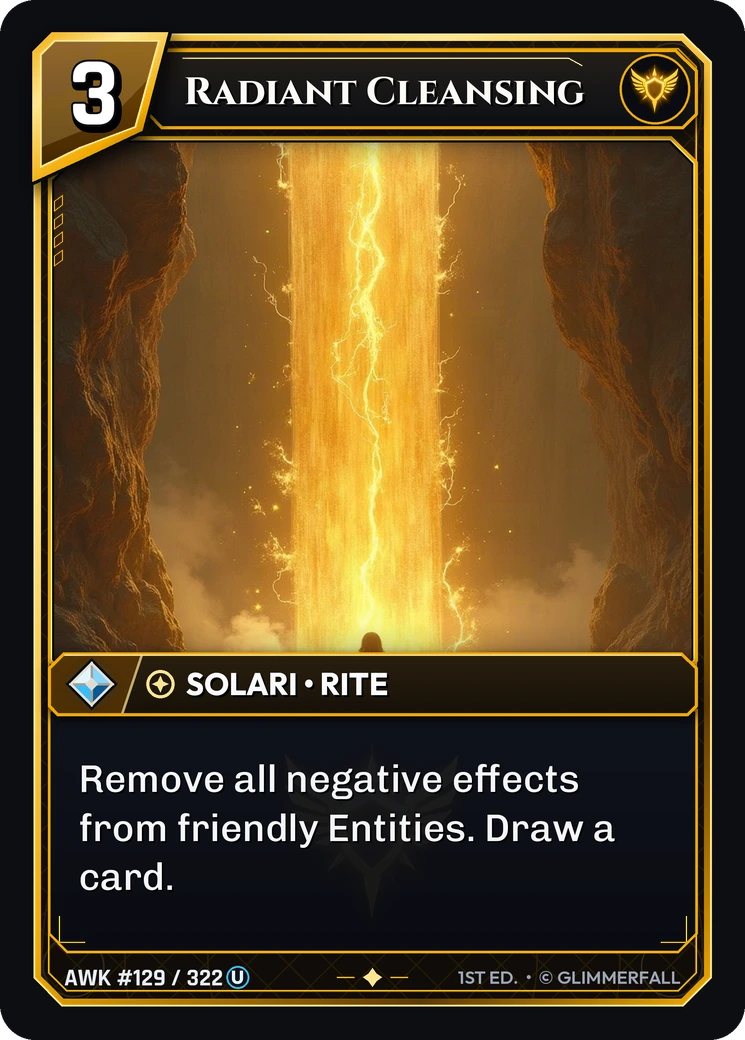 3
Radiant Cleansing
SOLARI • RITE
Remove all negative effects
from friendly Entities. Draw a
card.
AWK #129 / 322 U
1ST ED. • © GLIMMERFALL